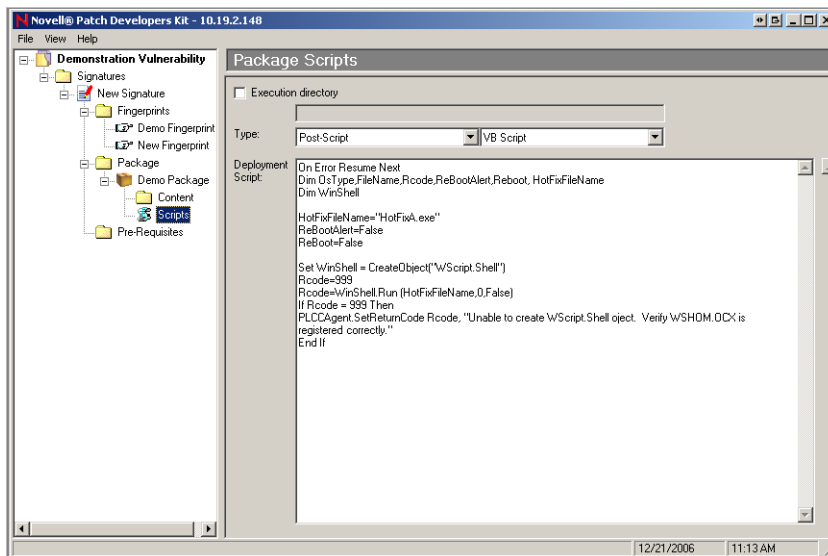 Novell® Patch Developers Kit - 10.19.2.148
File View Help
Demonstration Vulnerability
Signatures
New Signature
Fingerprints
Demo Fingerprint
New Fingerprint
Package
Demo Package
Content
Scripts
Pre-Requisites
Package Scripts
Execution directory
Type: Post-Script VB Script
Deployment
Script:
On Error Resume Next
Dim OsType,FileName,Rcode,ReBootAlert,Reboot, HotFixFileName
Dim WinShell
HotFixFileName="HotFixA.exe"
ReBootAlert=False
ReBoot=False
Set WinShell = CreateObject("WScript.Shell")
Rcode=999
Rcode=WinShell.Run (HotFixFileName,0,False)
If Rcode = 999 Then
PLCCAgent.SetReturnCode Rcode, "Unable to create WScript.Shell oject.  Verify WSHOM.OCX is
registered correctly."
End If
12/21/2006 11:13 AM